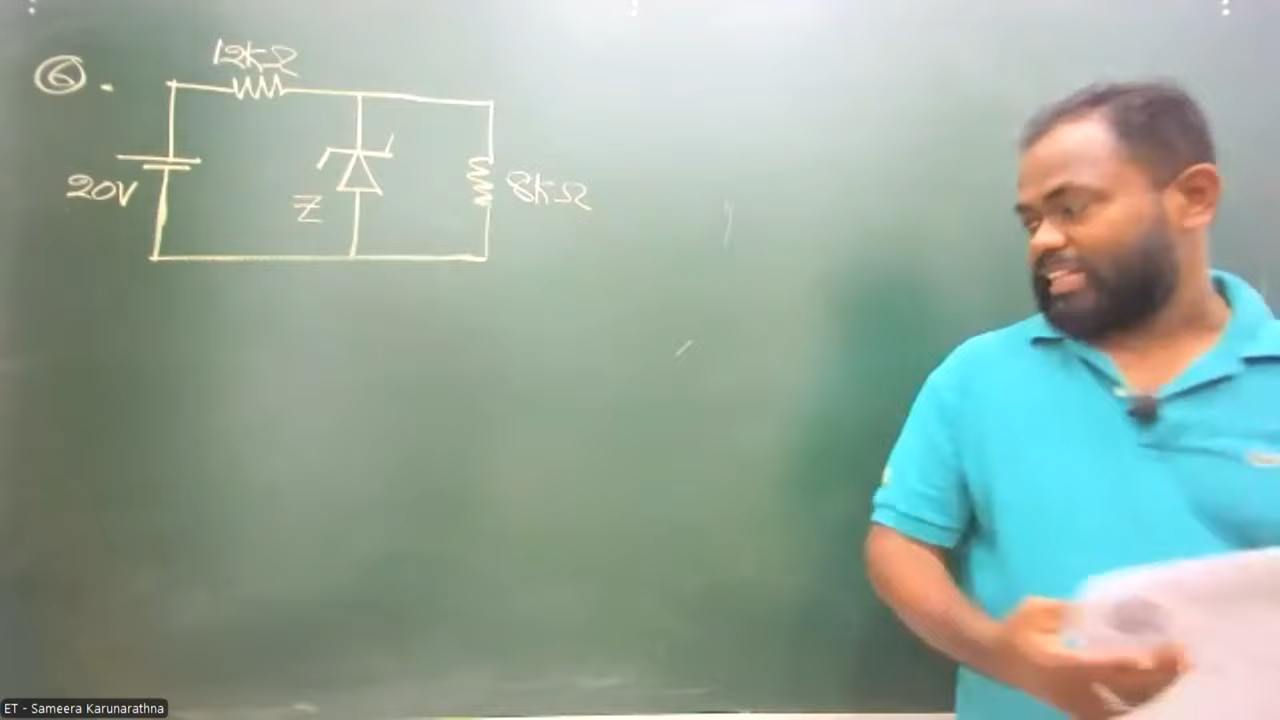 ⑥.
12kΩ
20V
Z
8kΩ
ET - Sameera Karunarathna